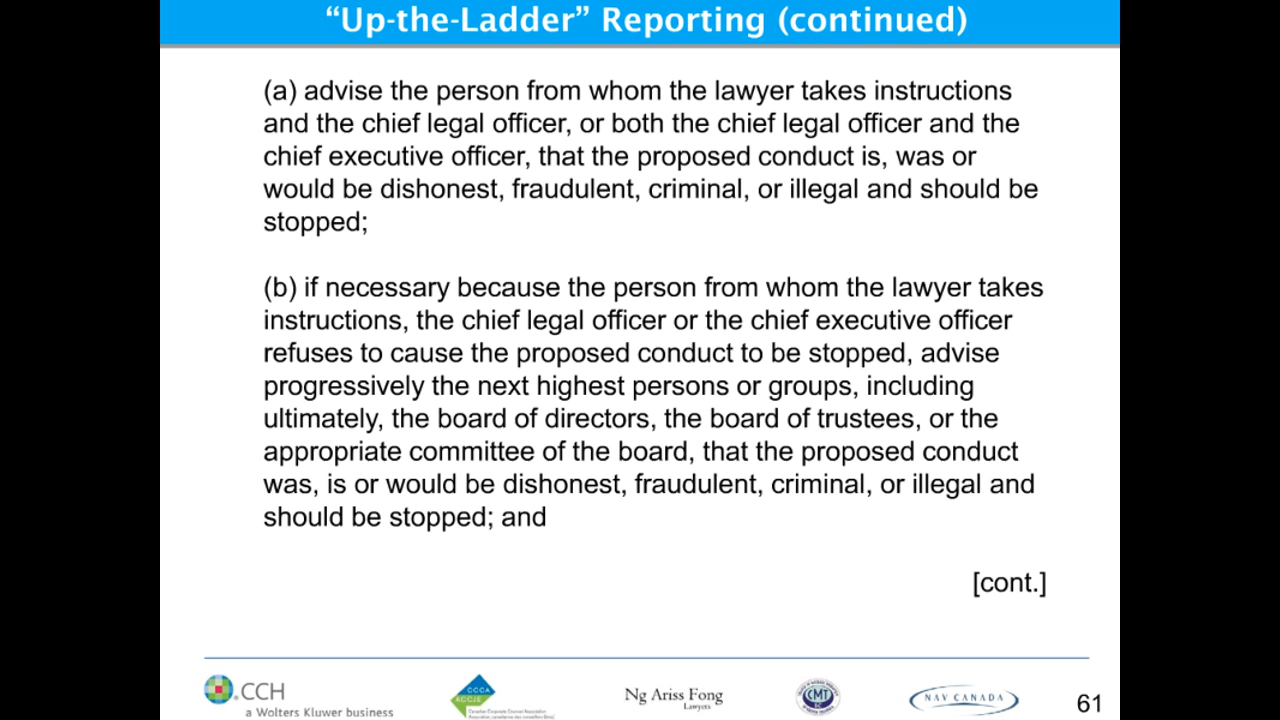 “Up-the-Ladder” Reporting (continued)
(a) advise the person from whom the lawyer takes instructions
and the chief legal officer, or both the chief legal officer and the
chief executive officer, that the proposed conduct is, was or
would be dishonest, fraudulent, criminal, or illegal and should be
stopped;
(b) if necessary because the person from whom the lawyer takes
instructions, the chief legal officer or the chief executive officer
refuses to cause the proposed conduct to be stopped, advise
progressively the next highest persons or groups, including
ultimately, the board of directors, the board of trustees, or the
appropriate committee of the board, that the proposed conduct
was, is or would be dishonest, fraudulent, criminal, or illegal and
should be stopped; and
[cont.]
CCH
a Wolters Kluwer business
CCCA
ACCJE
Canadian Corporate Counsel Association
Ng Ariss Fong
Lawyers
CMT
NAV CANADA
61